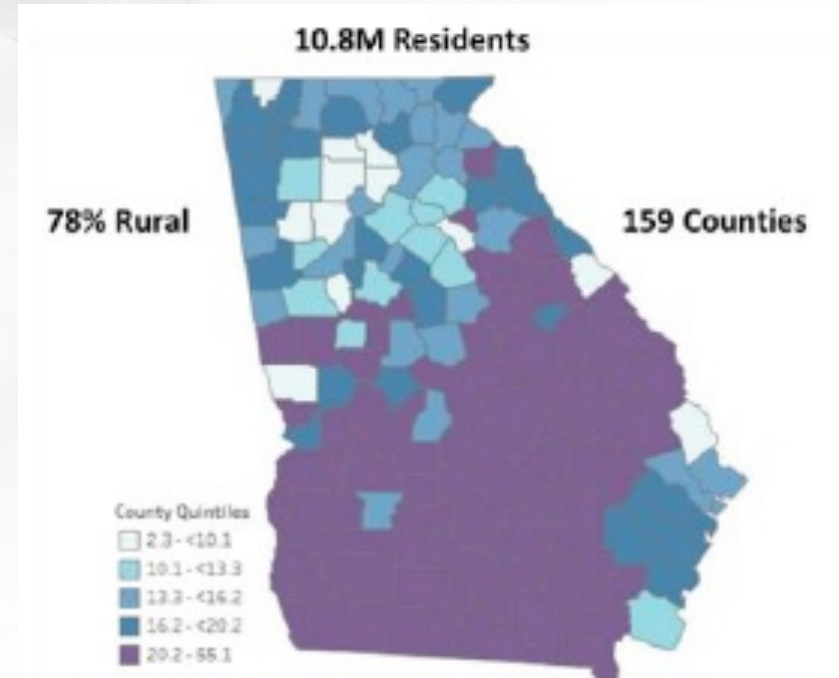 10.8M Residents
78% Rural
159 Counties
County Quintiles
2.3 - <10.1
10.1 - <13.3
13.3 - <16.2
16.2 - <20.2
20.2 - 55.1